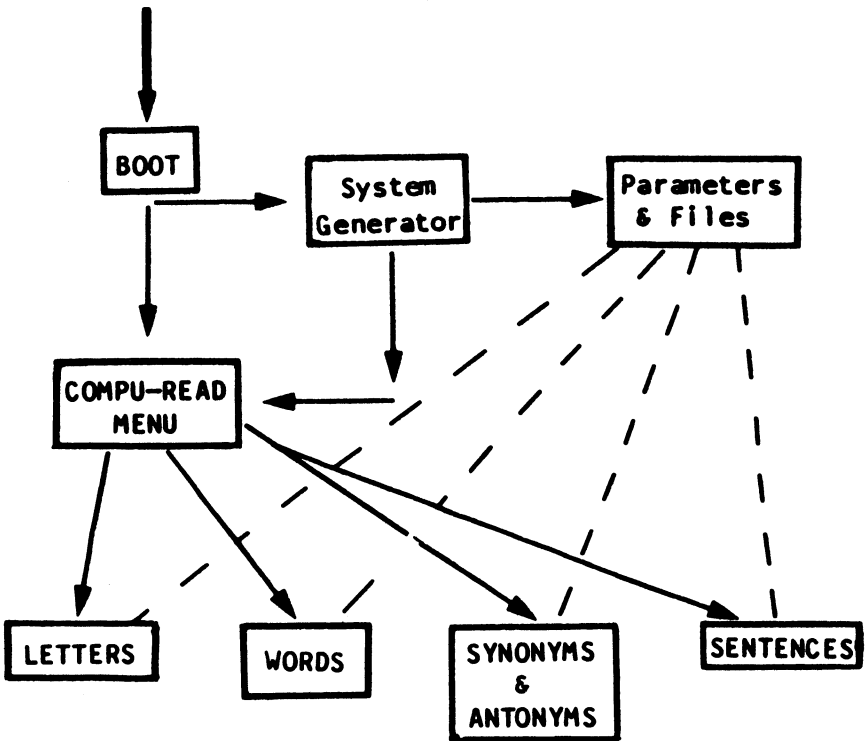 BOOT
System
Generator
Parameters
& Files
COMPU-READ
MENU
LETTERS
WORDS
SYNONYMS
&
ANTONYMS
SENTENCES